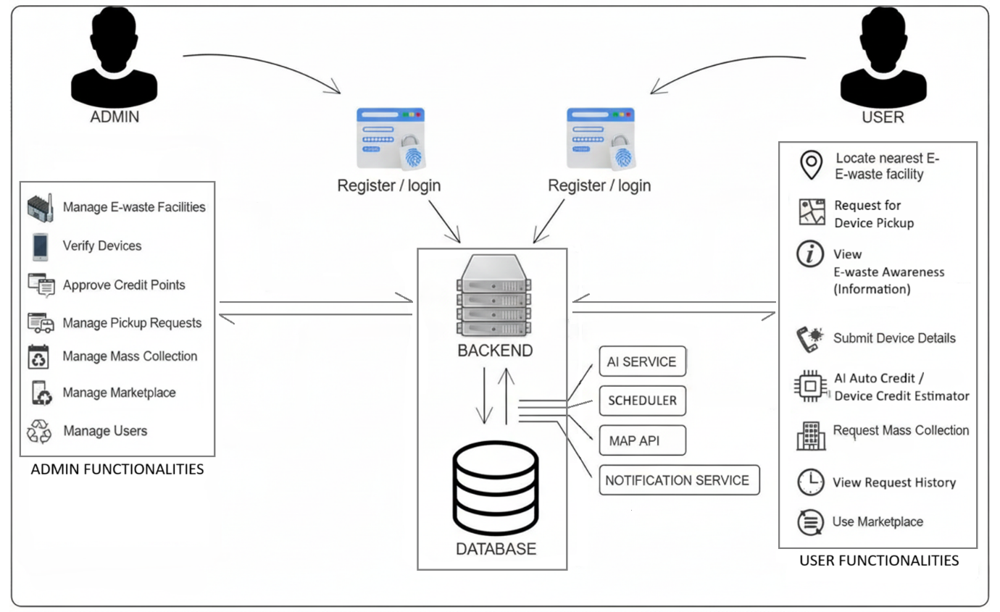 ADMIN
USER
Register / login
Register / login
Manage E-waste Facilities
Verify Devices
Approve Credit Points
Manage Pickup Requests
Manage Mass Collection
Manage Marketplace
Manage Users
ADMIN FUNCTIONALITIES
BACKEND
DATABASE
AI SERVICE
SCHEDULER
MAP API
NOTIFICATION SERVICE
Locate nearest E-
E-waste facility
Request for
Device Pickup
View
E-waste Awareness
(Information)
Submit Device Details
AI Auto Credit /
Device Credit Estimator
Request Mass Collection
View Request History
Use Marketplace
USER FUNCTIONALITIES